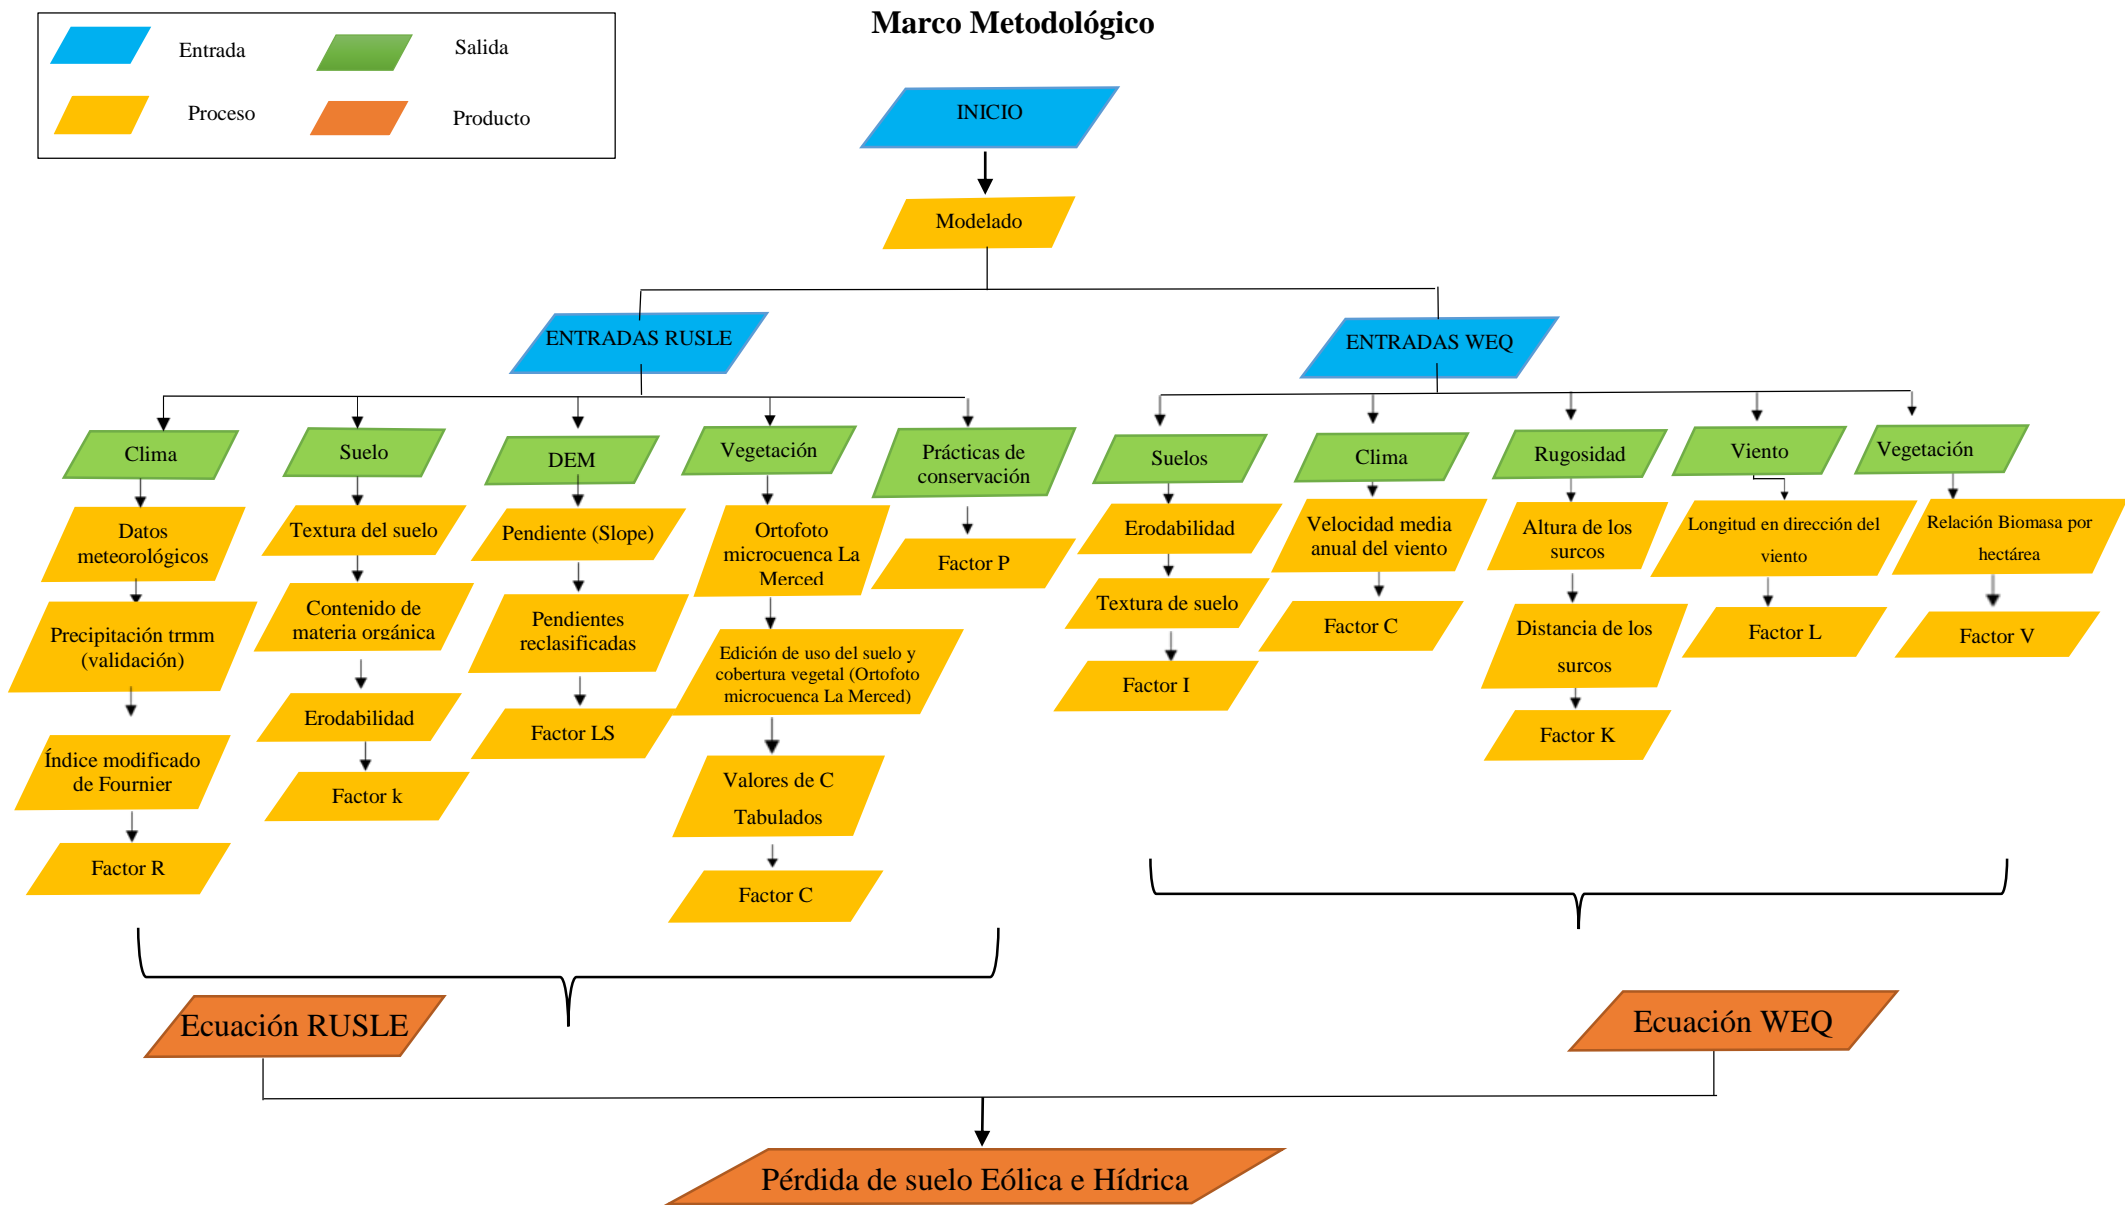 Marco Metodológico
Entrada
Salida
Proceso
Producto
INICIO
Modelado
ENTRADAS RUSLE
ENTRADAS WEQ
Clima
Datos
meteorológicos
Precipitación trmm
(validación)
Índice modificado
de Fournier
Factor R
Suelo
Textura del suelo
Contenido de
materia orgánica
Erodabilidad
Factor k
DEM
Pendiente (Slope)
Pendientes
reclasificadas
Factor LS
Vegetación
Ortofoto
microcuenca La
Merced
Edición de uso del suelo y
cobertura vegetal (Ortofoto
microcuenca La Merced)
Valores de C
Tabulados
Factor C
Prácticas de
conservación
Factor P
Suelos
Erodabilidad
Textura de suelo
Factor I
Clima
Velocidad media
anual del viento
Factor C
Rugosidad
Altura de los
surcos
Distancia de los
surcos
Factor K
Viento
Longitud en dirección del
viento
Factor L
Vegetación
Relación Biomasa por
hectárea
Factor V
Ecuación RUSLE
Ecuación WEQ
Pérdida de suelo Eólica e Hídrica